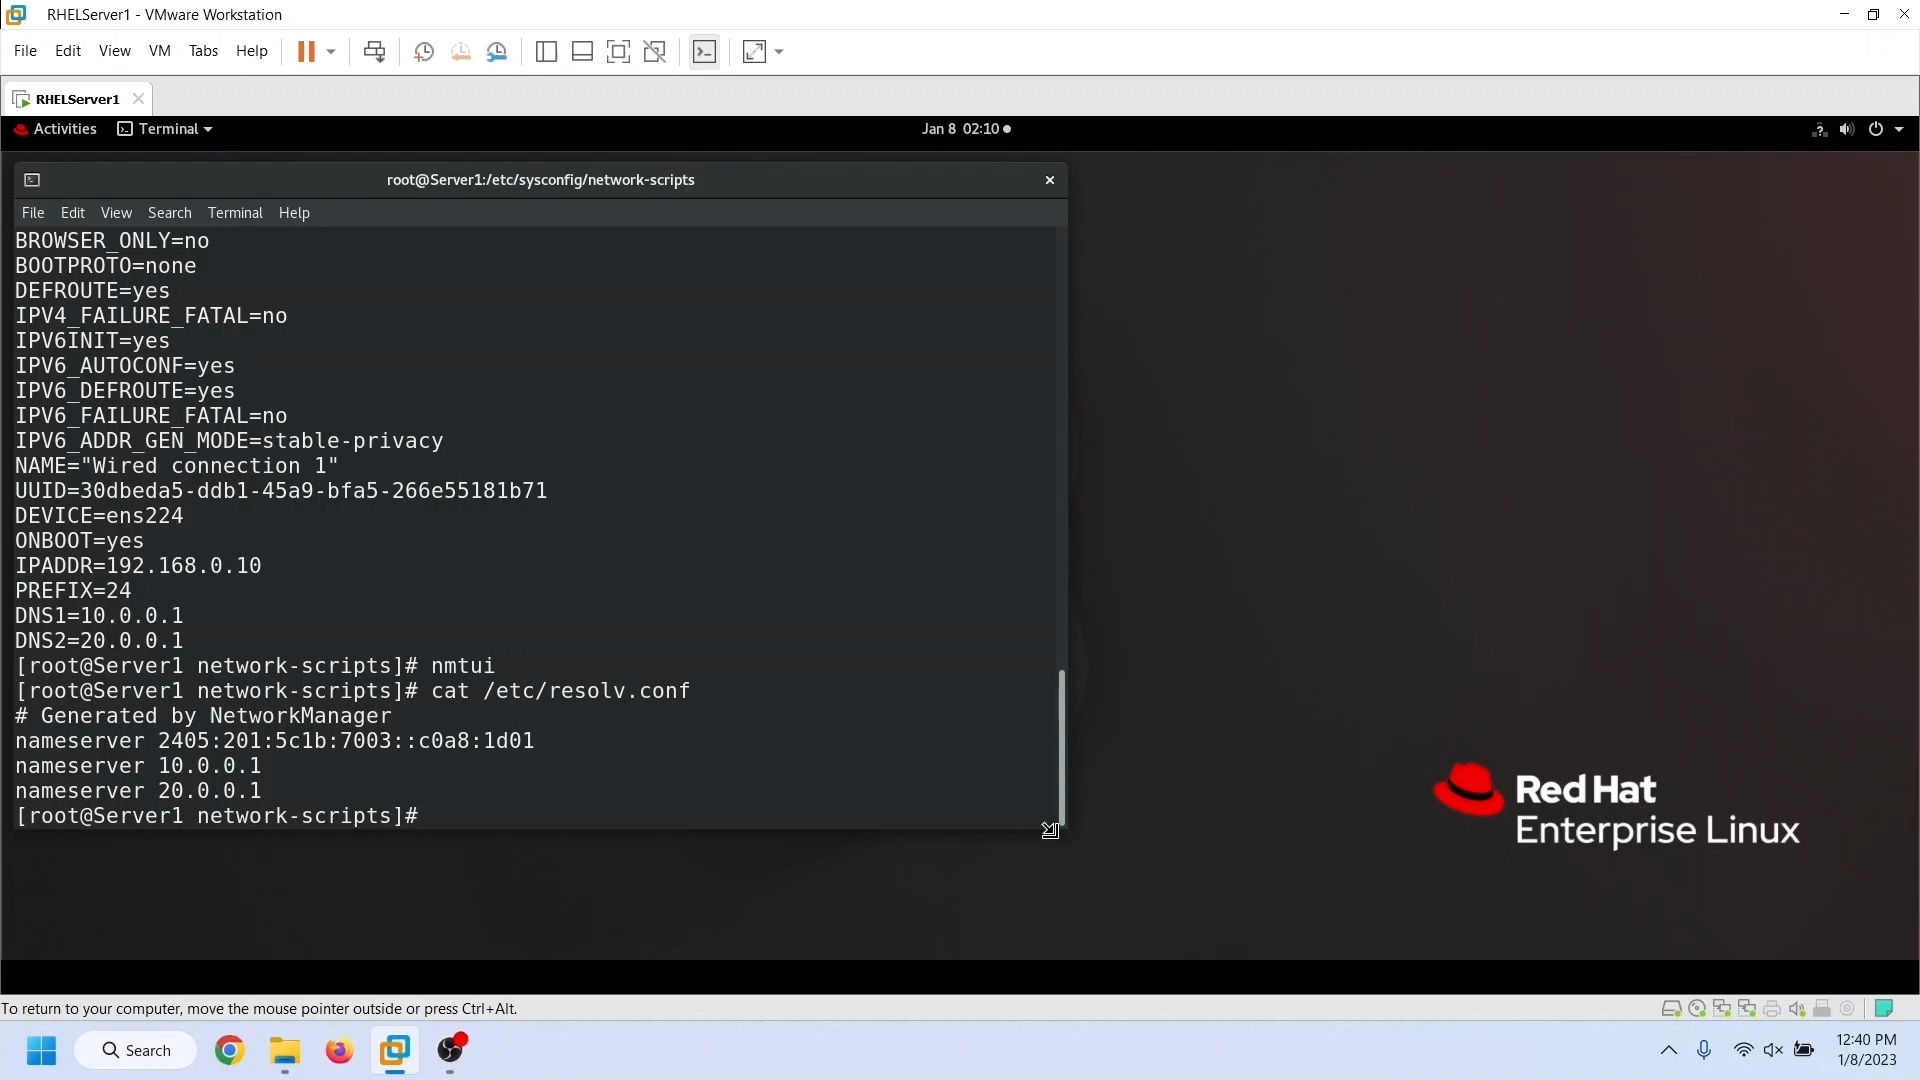 RHELServer1 - VMware Workstation
File Edit View VM Tabs Help
RHELServer1
Activities Terminal Jan 8 02:10
root@Server1:/etc/sysconfig/network-scripts
File Edit View Search Terminal Help
BROWSER_ONLY=no
BOOTPROTO=none
DEFROUTE=yes
IPV4_FAILURE_FATAL=no
IPV6INIT=yes
IPV6_AUTOCONF=yes
IPV6_DEFROUTE=yes
IPV6_FAILURE_FATAL=no
IPV6_ADDR_GEN_MODE=stable-privacy
NAME="Wired connection 1"
UUID=30dbeda5-ddb1-45a9-bfa5-266e55181b71
DEVICE=ens224
ONBOOT=yes
IPADDR=192.168.0.10
PREFIX=24
DNS1=10.0.0.1
DNS2=20.0.0.1
[root@Server1 network-scripts]# nmtui
[root@Server1 network-scripts]# cat /etc/resolv.conf
# Generated by NetworkManager
nameserver 2405:201:5c1b:7003::c0a8:1d01
nameserver 10.0.0.1
nameserver 20.0.0.1
[root@Server1 network-scripts]#
Red Hat
Enterprise Linux
To return to your computer, move the mouse pointer outside or press Ctrl+Alt.
Search
12:40 PM
1/8/2023